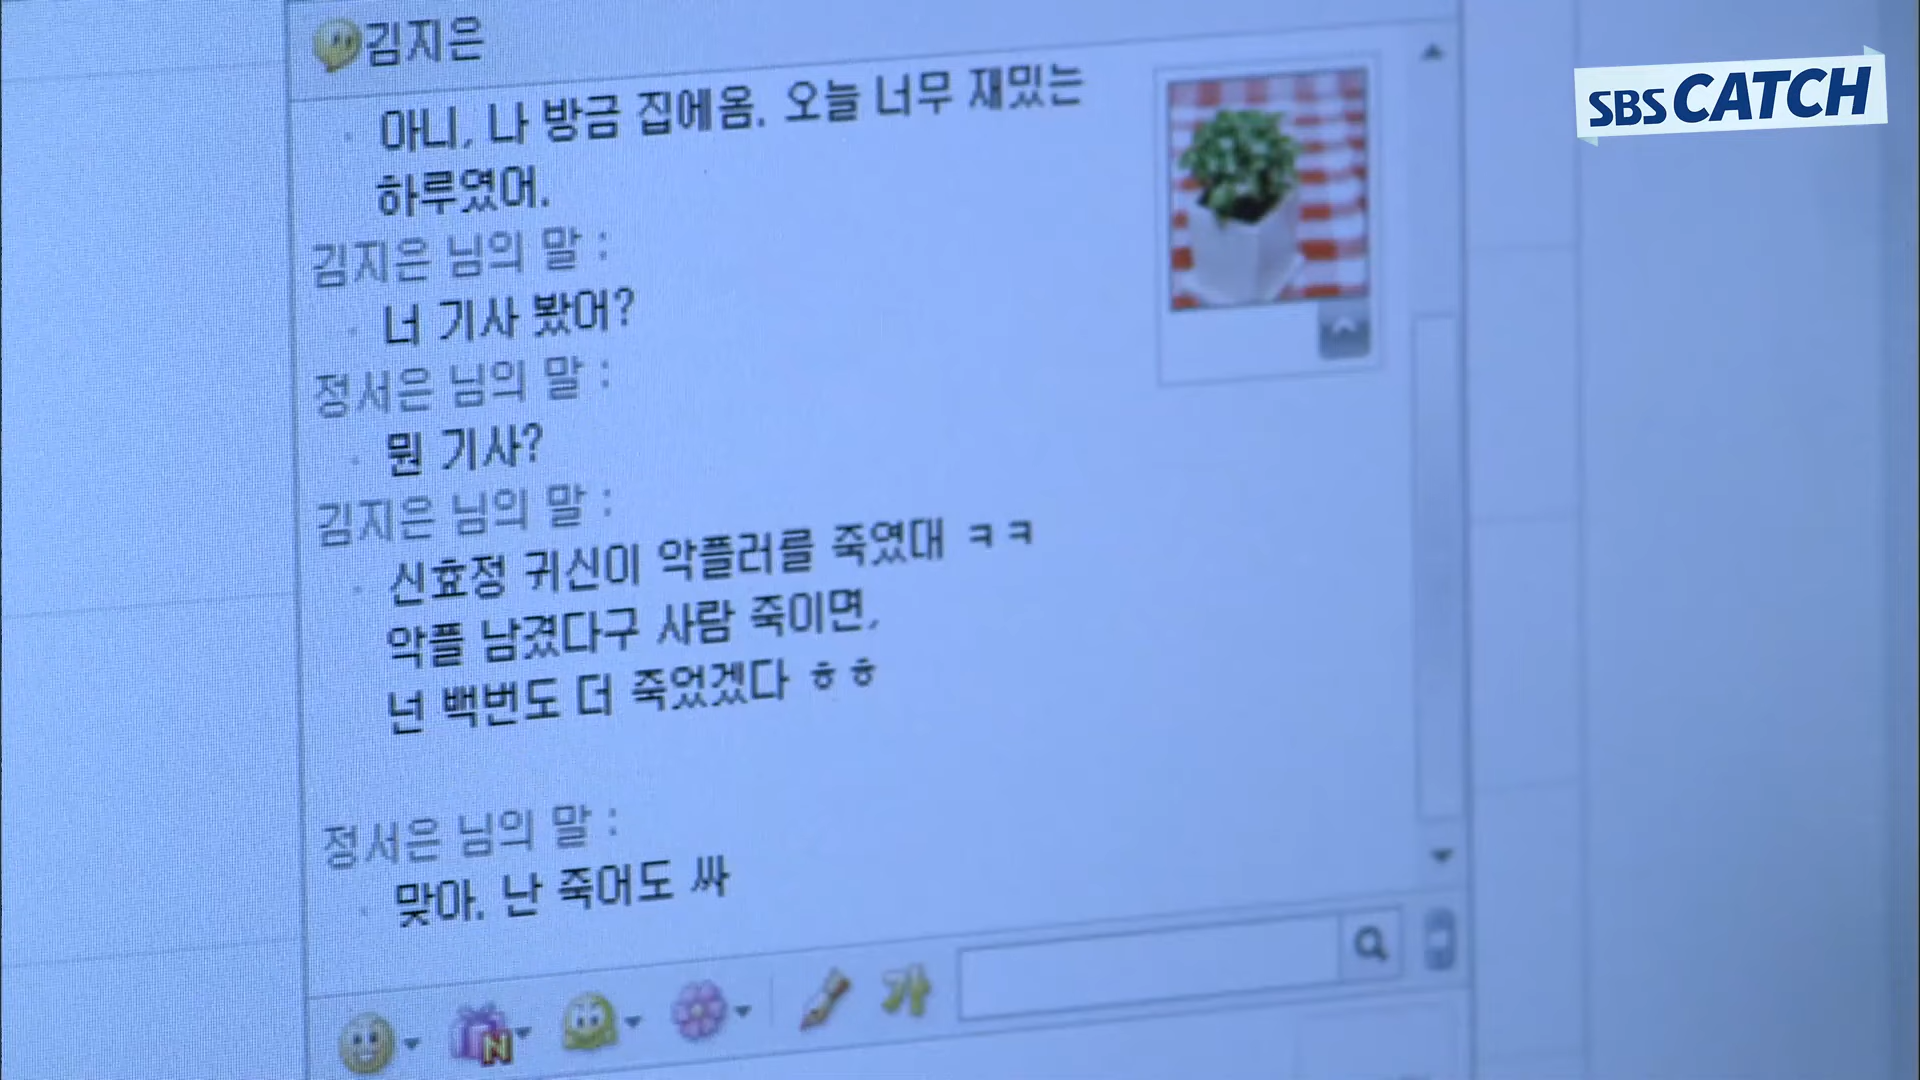 김지은
SBS CATCH
아니, 나 방금 집에옴. 오늘 너무 재밌는
하루였어.
김지은 님의 말 :
너 기사 봤어?
정서은 님의 말 :
뭔 기사?
김지은 님의 말 :
신효정 귀신이 악플러를 죽였대 ㅋㅋ
악플 남겼다구 사람 죽이면,
넌 백번도 더 죽었겠다 ㅎㅎ
정서은 님의 말 :
맞아. 난 죽어도 싸
N
가